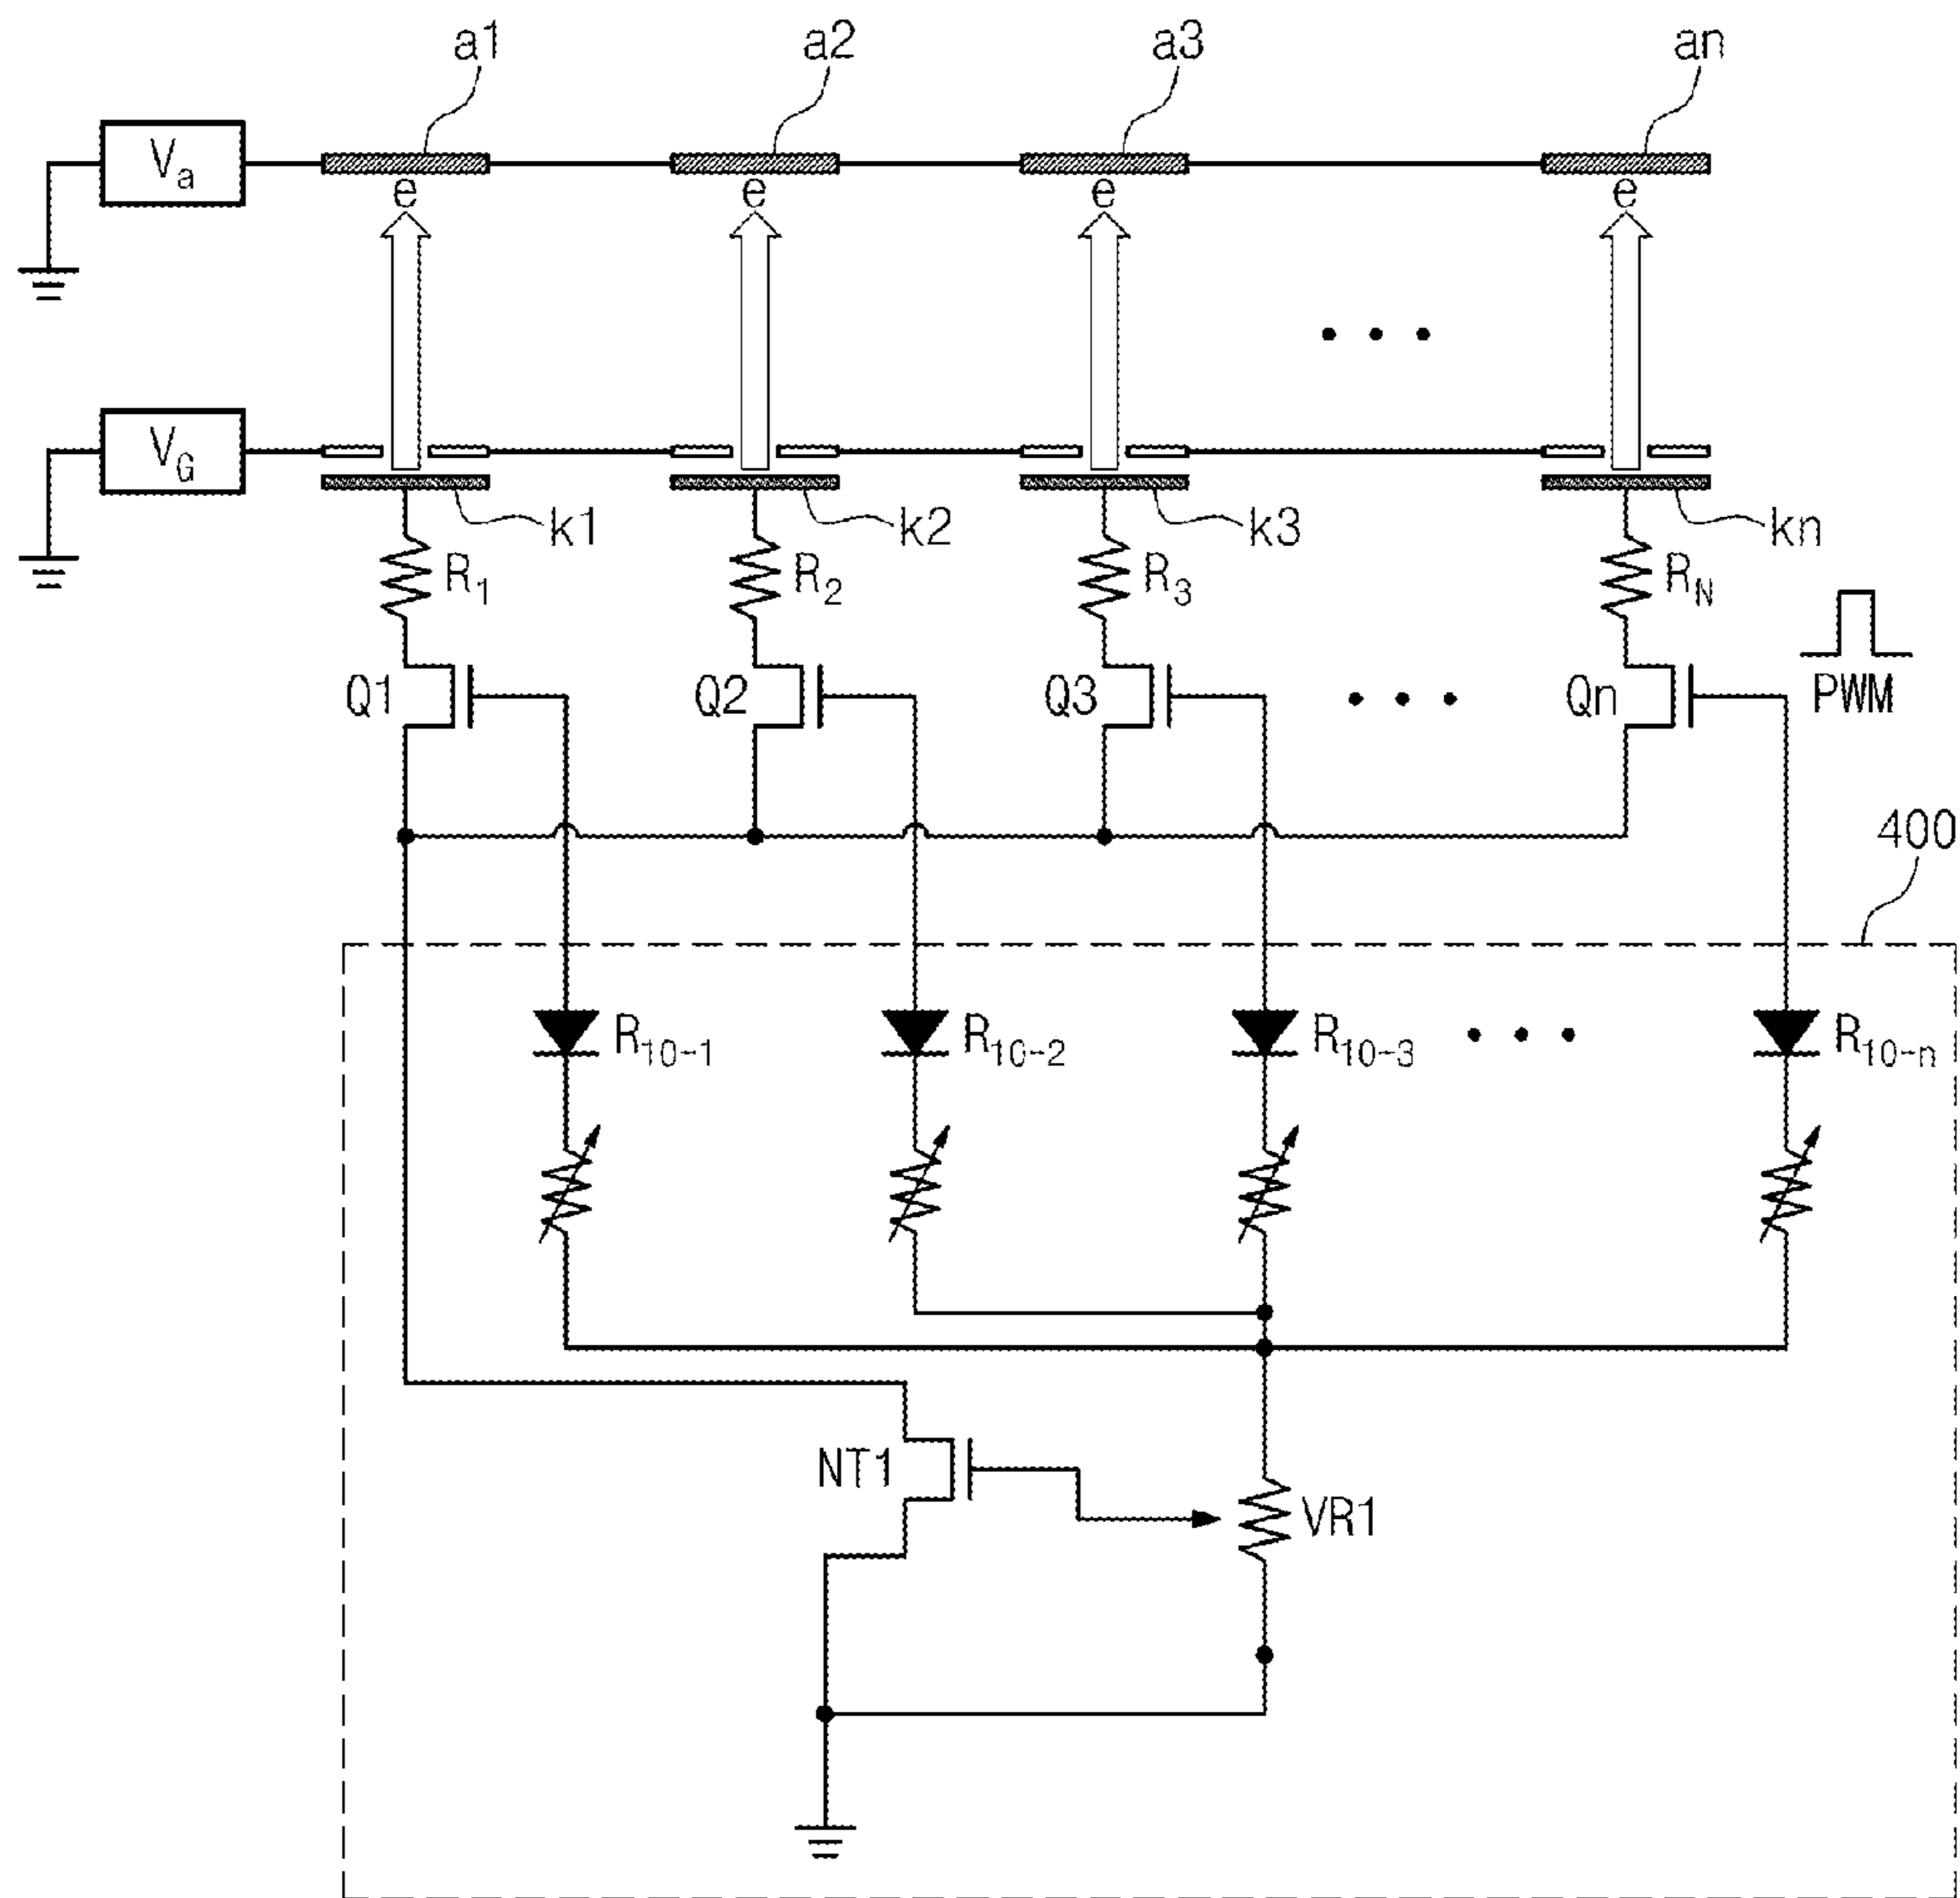 a1 a2 a3 an
Va
e e e e
VG
k1 k2 k3 kn
R1 R2 R3 RN
Q1 Q2 Q3 Qn PWM
400
R10-1 R10-2 R10-3 R10-n
NT1 VR1